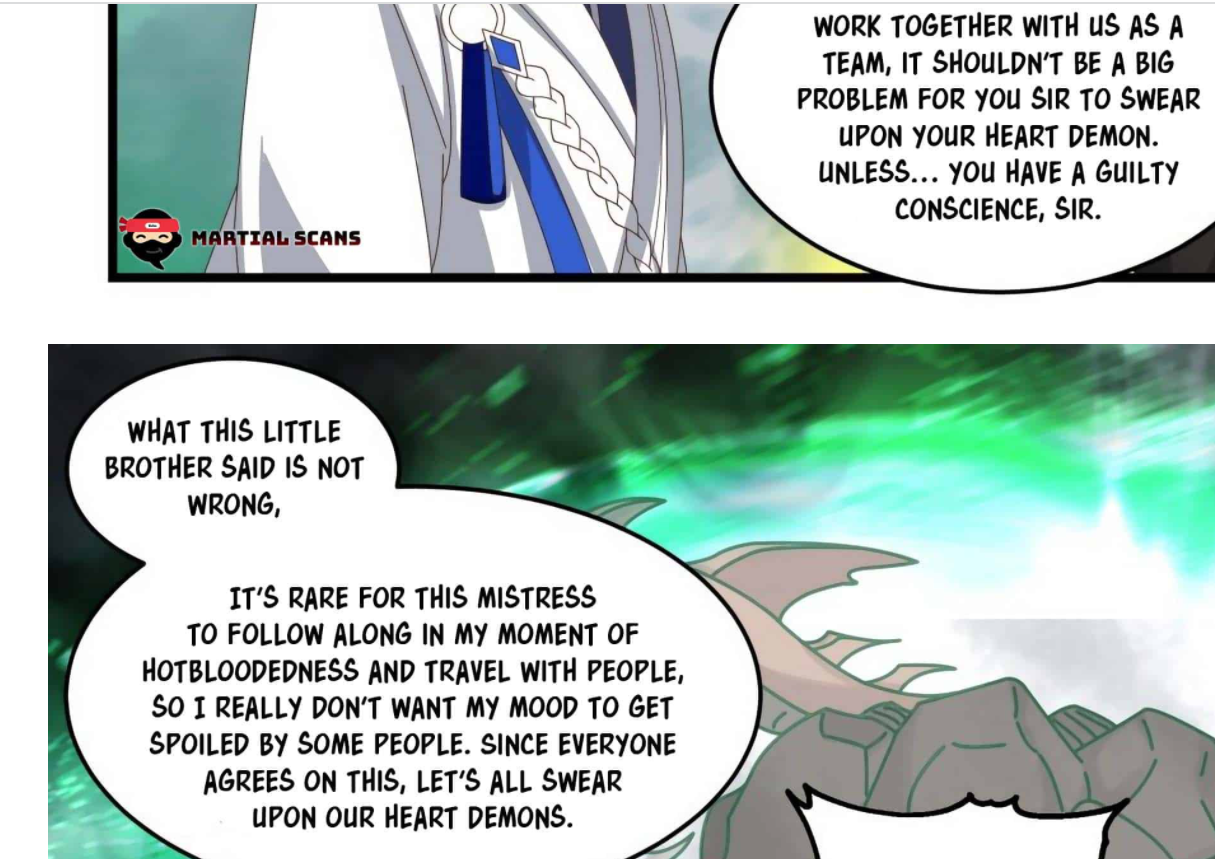 WORK TOGETHER WITH US AS A
TEAM, IT SHOULDN'T BE A BIG
PROBLEM FOR YOU SIR TO SWEAR
UPON YOUR HEART DEMON.
UNLESS... YOU HAVE A GUILTY
CONSCIENCE, SIR.
MARTIAL SCANS
WHAT THIS LITTLE
BROTHER SAID IS NOT
WRONG,
IT'S RARE FOR THIS MISTRESS
TO FOLLOW ALONG IN MY MOMENT OF
HOTBLOODEDNESS AND TRAVEL WITH PEOPLE,
SO I REALLY DON'T WANT MY MOOD TO GET
SPOILED BY SOME PEOPLE. SINCE EVERYONE
AGREES ON THIS, LET'S ALL SWEAR
UPON OUR HEART DEMONS.